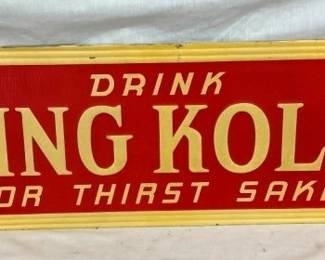 DRINK
ING KOL
OR THIRST SAK